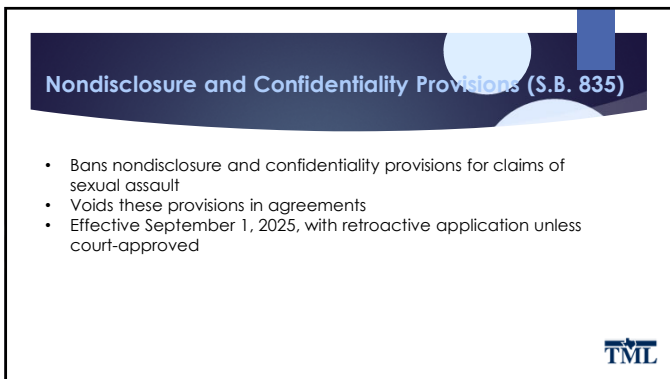 Nondisclosure and Confidentiality Provisions (S.B. 835)
• Bans nondisclosure and confidentiality provisions for claims of
sexual assault
• Voids these provisions in agreements
• Effective September 1, 2025, with retroactive application unless
court-approved
TML